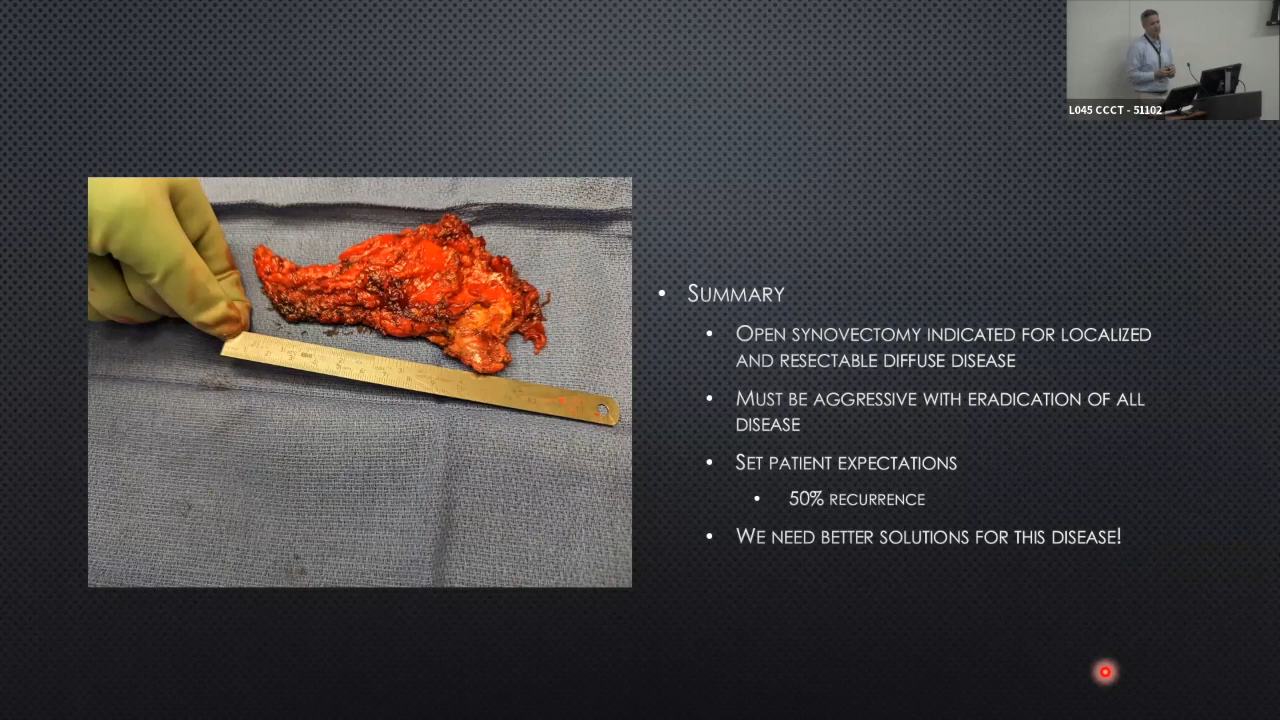 L045 CCCT - 51102
• Summary
• Open synovectomy indicated for localized
and resectable diffuse disease
• Must be aggressive with eradication of all
disease
• Set patient expectations
• 50% recurrence
• We need better solutions for this disease!